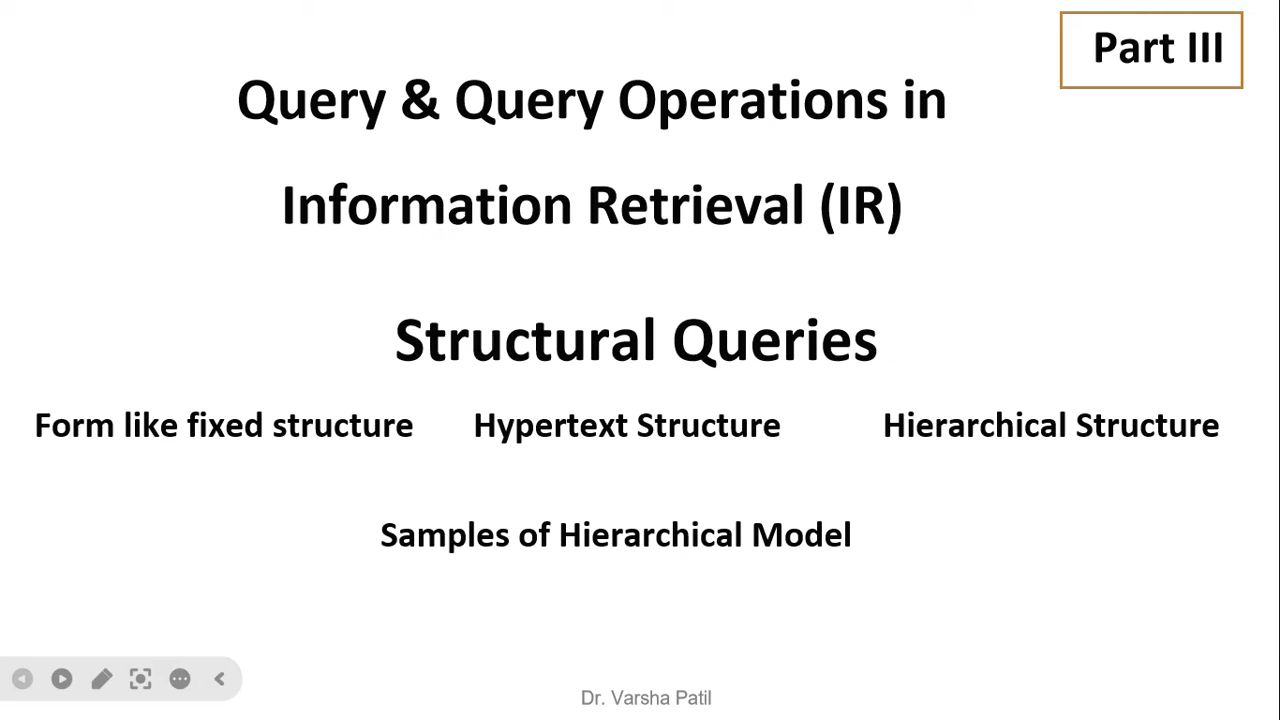 Part III
Query & Query Operations in
Information Retrieval (IR)
Structural Queries
Form like fixed structure Hypertext Structure Hierarchical Structure
Samples of Hierarchical Model
Dr. Varsha Patil